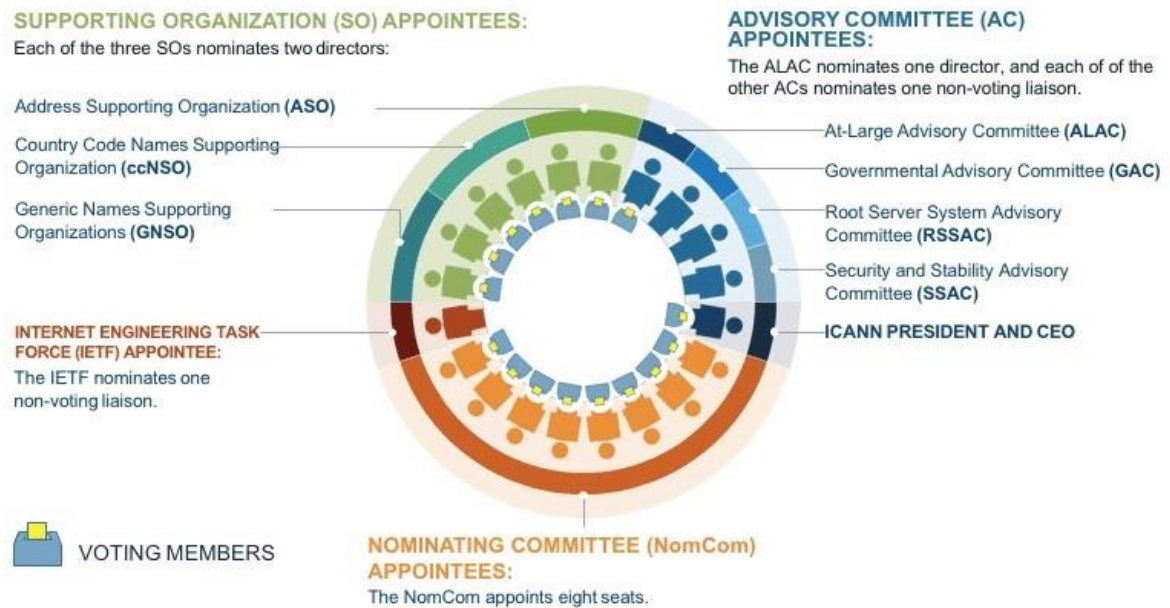 SUPPORTING ORGANIZATION (SO) APPOINTEES:
Each of the three SOs nominates two directors:
Address Supporting Organization (ASO)
Country Code Names Supporting
Organization (ccNSO)
Generic Names Supporting
Organizations (GNSO)
INTERNET ENGINEERING TASK
FORCE (IETF) APPOINTEE:
The IETF nominates one
non-voting liaison.
ADVISORY COMMITTEE (AC)
APPOINTEES:
The ALAC nominates one director, and each of of the
other ACs nominates one non-voting liaison.
At-Large Advisory Committee (ALAC)
Governmental Advisory Committee (GAC)
Root Server System Advisory
Committee (RSSAC)
Security and Stability Advisory
Committee (SSAC)
ICANN PRESIDENT AND CEO
VOTING MEMBERS
NOMINATING COMMITTEE (NomCom)
APPOINTEES:
The NomCom appoints eight seats.